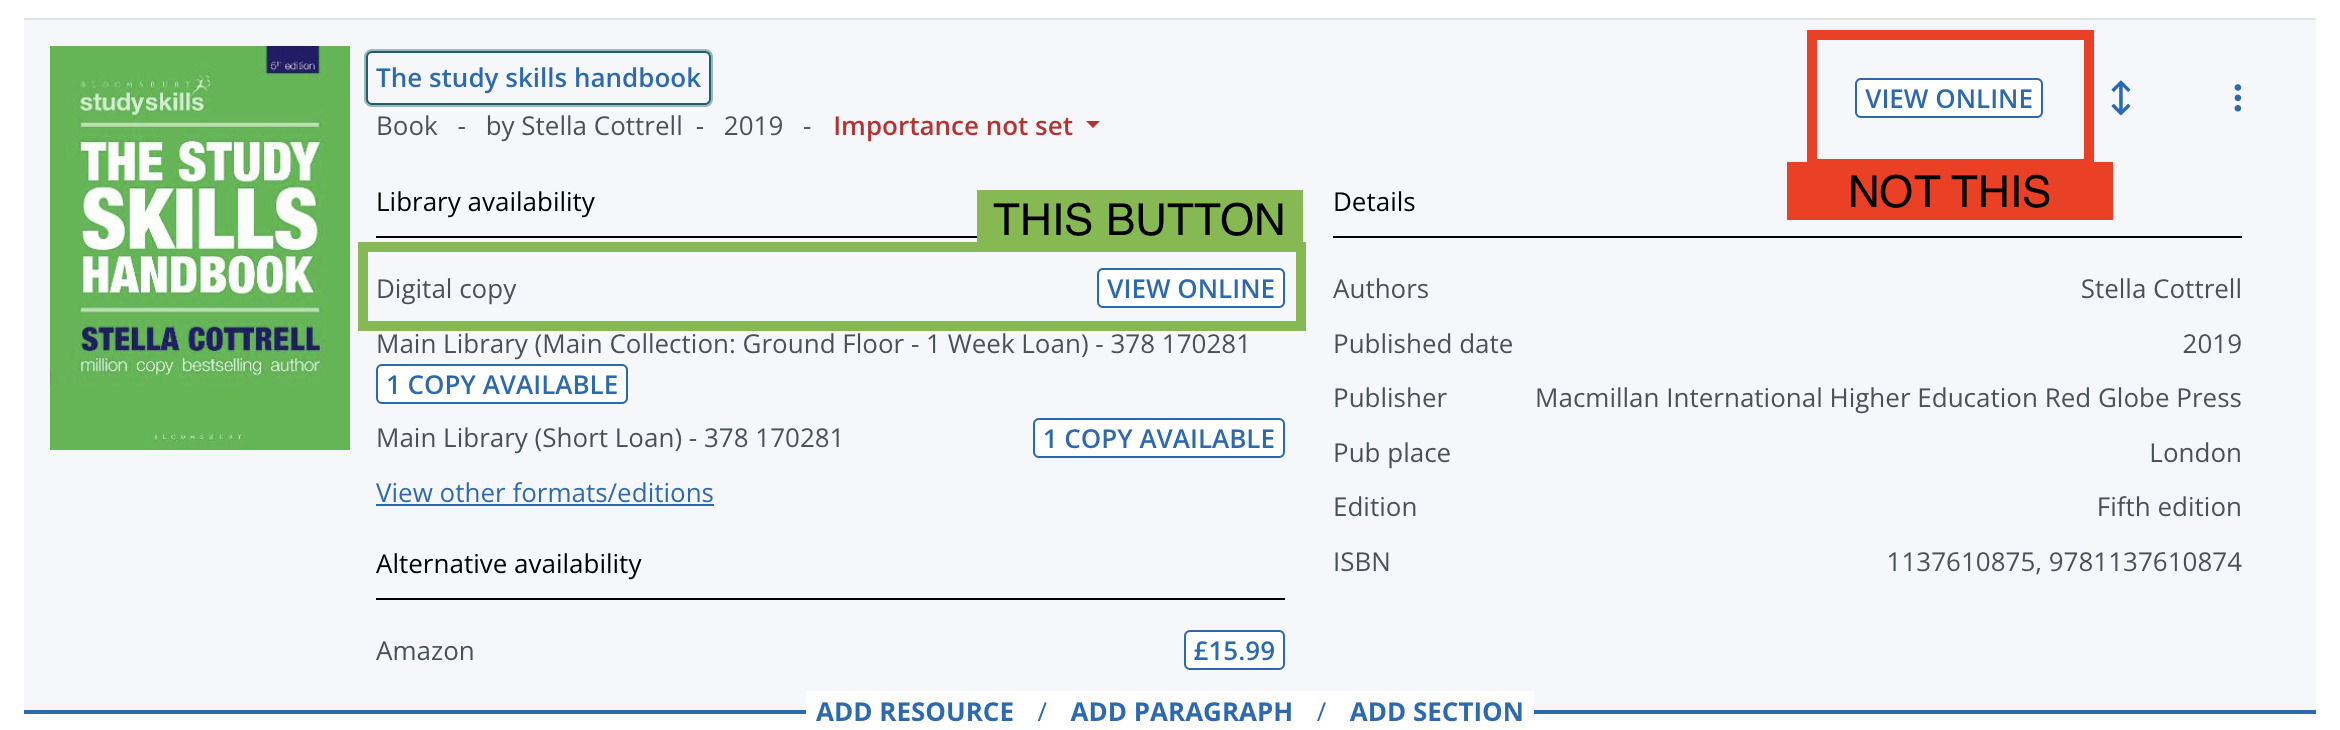 5th edition
BLOOMSBURY
studyskills
THE STUDY
SKILLS
HANDBOOK
STELLA COTTRELL
million copy bestselling author
BLOOMSBURY
The study skills handbook
Book - by Stella Cottrell - 2019 - Importance not set
VIEW ONLINE
NOT THIS
Library availability
THIS BUTTON
Digital copy VIEW ONLINE
Main Library (Main Collection: Ground Floor - 1 Week Loan) - 378 170281
1 COPY AVAILABLE
Main Library (Short Loan) - 378 170281 1 COPY AVAILABLE
View other formats/editions
Alternative availability
Amazon £15.99
Details
Authors Stella Cottrell
Published date 2019
Publisher Macmillan International Higher Education Red Globe Press
Pub place London
Edition Fifth edition
ISBN 1137610875, 9781137610874
ADD RESOURCE / ADD PARAGRAPH / ADD SECTION